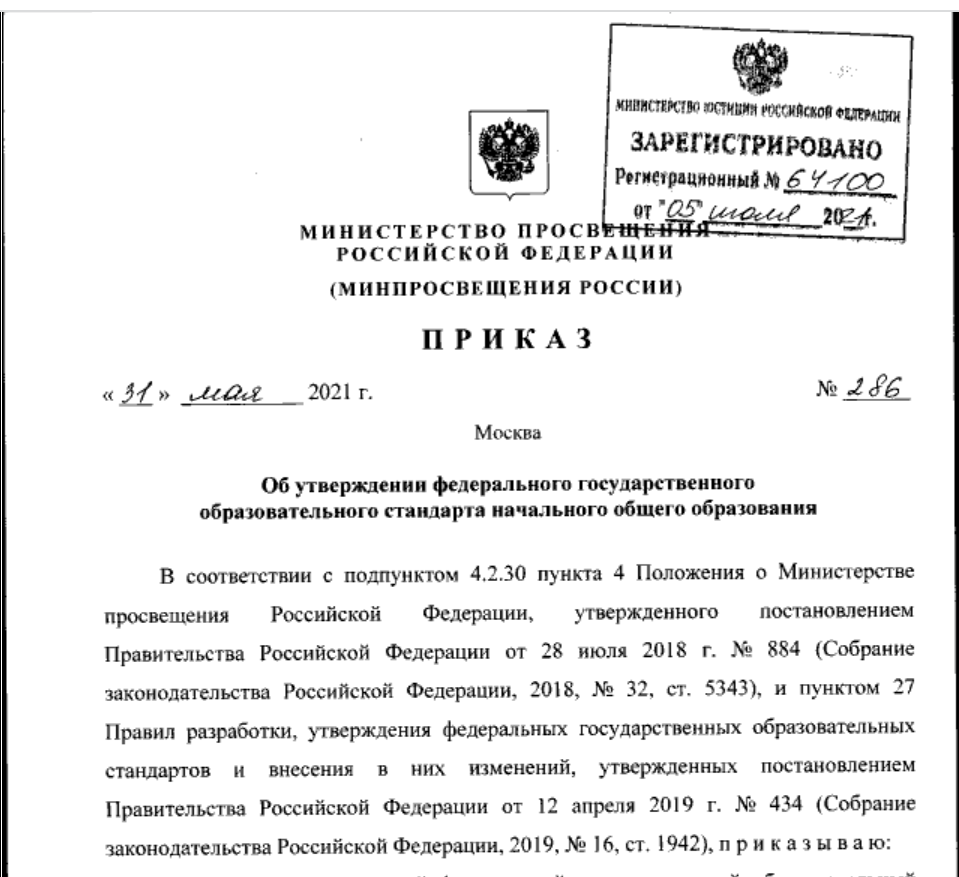 МИНИСТЕРСТВО ЮСТИЦИИ РОССИЙСКОЙ ФЕДЕРАЦИИ
ЗАРЕГИСТРИРОВАНО
Регистрационный № 64100
от "05" июля 2021.
МИНИСТЕРСТВО ПРОСВЕЩЕНИЯ
РОССИЙСКОЙ ФЕДЕРАЦИИ
(МИНПРОСВЕЩЕНИЯ РОССИИ)
П Р И К А З
« 31 » мая 2021 г. № 286
Москва
Об утверждении федерального государственного
образовательного стандарта начального общего образования
В соответствии с подпунктом 4.2.30 пункта 4 Положения о Министерстве
просвещения Российской Федерации, утвержденного постановлением
Правительства Российской Федерации от 28 июля 2018 г. № 884 (Собрание
законодательства Российской Федерации, 2018, № 32, ст. 5343), и пунктом 27
Правил разработки, утверждения федеральных государственных образовательных
стандартов и внесения в них изменений, утвержденных постановлением
Правительства Российской Федерации от 12 апреля 2019 г. № 434 (Собрание
законодательства Российской Федерации, 2019, № 16, ст. 1942), п р и к а з ы в а ю: